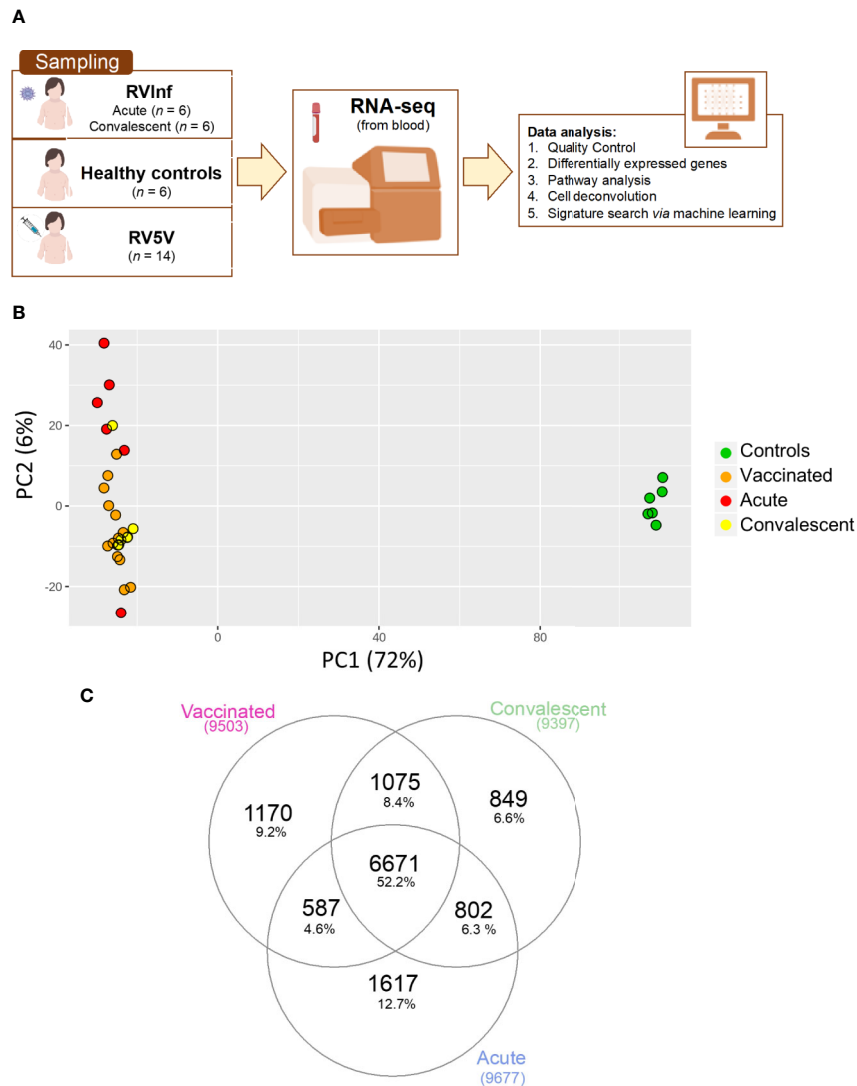 A
Sampling
RVInf
Acute (n = 6)
Convalescent (n = 6)
Healthy controls
(n = 6)
RV5V
(n = 14)
RNA-seq
(from blood)
Data analysis:
1. Quality Control
2. Differentially expressed genes
3. Pathway analysis
4. Cell deconvolution
5. Signature search via machine learning
B
40
20
0
-20
PC2 (6%)
0
40
80
PC1 (72%)
Controls
Vaccinated
Acute
Convalescent
C
Vaccinated
(9503)
Convalescent
(9397)
1075
8.4%
1170
9.2%
849
6.6%
6671
52.2%
587
4.6%
802
6.3 %
1617
12.7%
Acute
(9677)